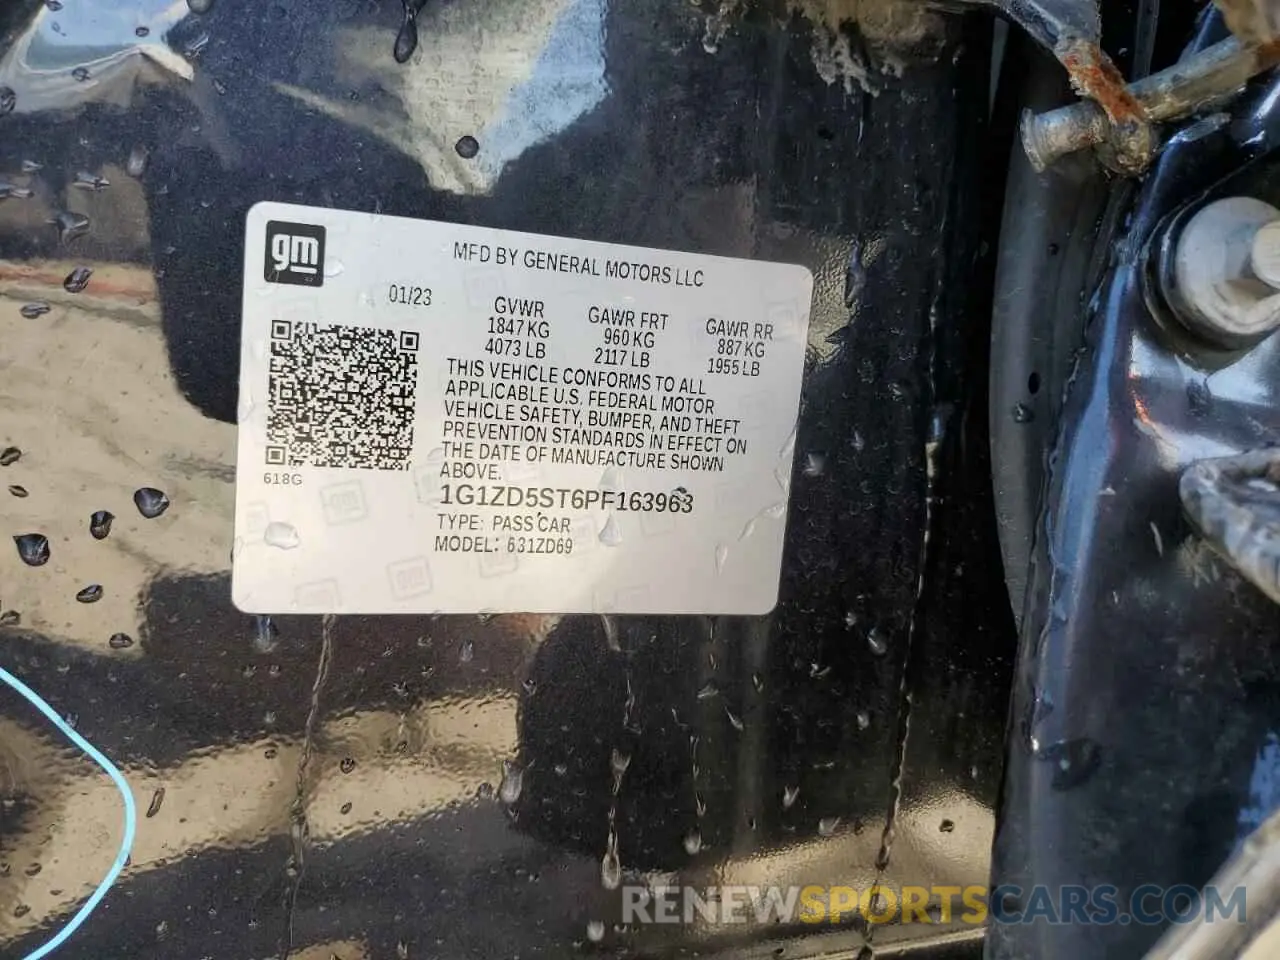 gm
MFD BY GENERAL MOTORS LLC
01/23
GVWR
1847 KG
4073 LB
GAWR FRT
960 KG
2117 LB
GAWR RR
887 KG
1955 LB
THIS VEHICLE CONFORMS TO ALL
APPLICABLE U.S. FEDERAL MOTOR
VEHICLE SAFETY, BUMPER, AND THEFT
PREVENTION STANDARDS IN EFFECT ON
THE DATE OF MANUFACTURE SHOWN
ABOVE.
618G
1G1ZD5ST6PF163963
TYPE: PASS CAR
MODEL: 631ZD69
RENEWSPORTSCARS.COM